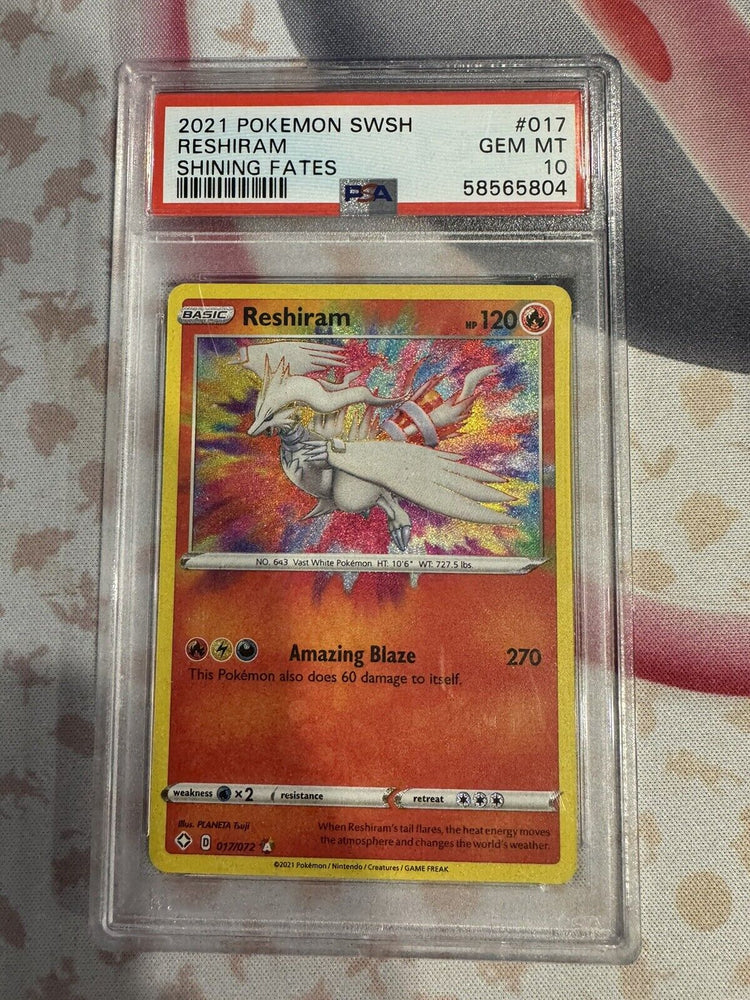 2021 POKEMON SWSH #017
RESHIRAM GEM MT
SHINING FATES 10
PSA 58565804
BASIC Reshiram HP 120
NO. 643 Vast White Pokémon HT: 10'6" WT: 727.5 lbs.
Amazing Blaze 270
This Pokémon also does 60 damage to itself.
weakness ×2 resistance retreat
Illus. PLANETA Tsuji
When Reshiram's tail flares, the heat energy moves
the atmosphere and changes the world's weather.
D 017/072 A
©2021 Pokémon / Nintendo / Creatures / GAME FREAK